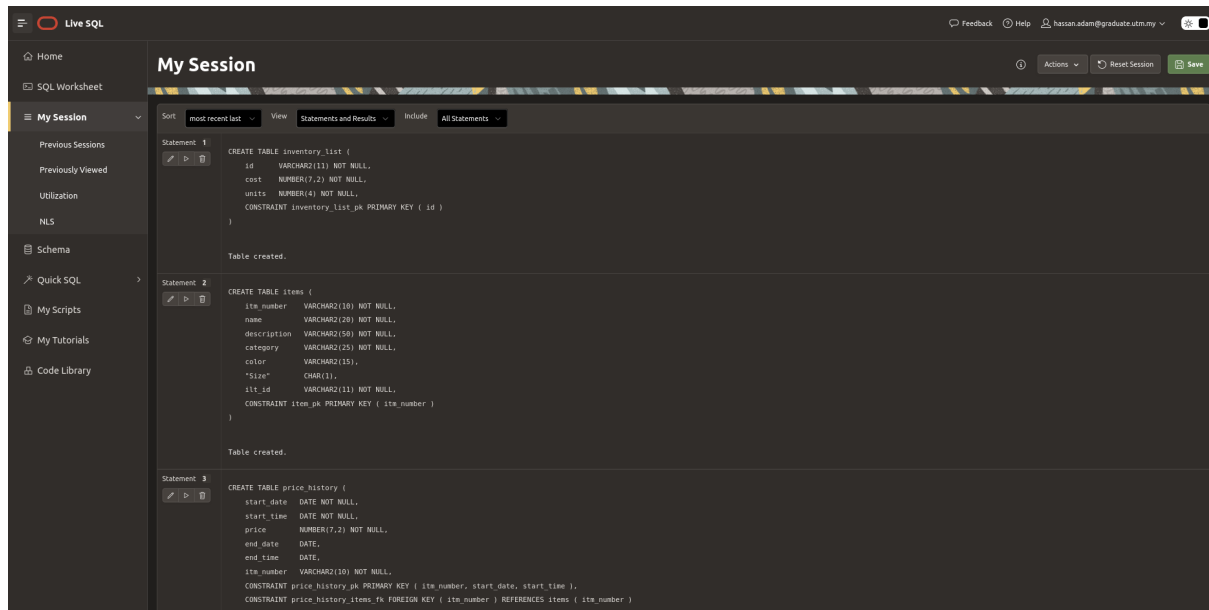 Live SQL
Feedback Help hassan.adam@graduate.utm.my
Home
SQL Worksheet
My Session
Previous Sessions
Previously Viewed
Utilization
NLS
Schema
Quick SQL
My Scripts
My Tutorials
Code Library
My Session
Actions Reset Session Save
Sort most recent last View Statements and Results Include All Statements
Statement 1
CREATE TABLE inventory_list (
id VARCHAR2(11) NOT NULL,
cost NUMBER(7,2) NOT NULL,
units NUMBER(4) NOT NULL,
CONSTRAINT inventory_list_pk PRIMARY KEY ( id )
)
Table created.
Statement 2
CREATE TABLE items (
itm_number VARCHAR2(10) NOT NULL,
name VARCHAR2(20) NOT NULL,
description VARCHAR2(50) NOT NULL,
category VARCHAR2(25) NOT NULL,
color VARCHAR2(15),
"Size" CHAR(1),
ilt_id VARCHAR2(11) NOT NULL,
CONSTRAINT item_pk PRIMARY KEY ( itm_number )
)
Table created.
Statement 3
CREATE TABLE price_history (
start_date DATE NOT NULL,
start_time DATE NOT NULL,
price NUMBER(7,2) NOT NULL,
end_date DATE,
end_time DATE,
itm_number VARCHAR2(10) NOT NULL,
CONSTRAINT price_history_pk PRIMARY KEY ( itm_number, start_date, start_time ),
CONSTRAINT price_history_items_fk FOREIGN KEY ( itm_number ) REFERENCES items ( itm_number )